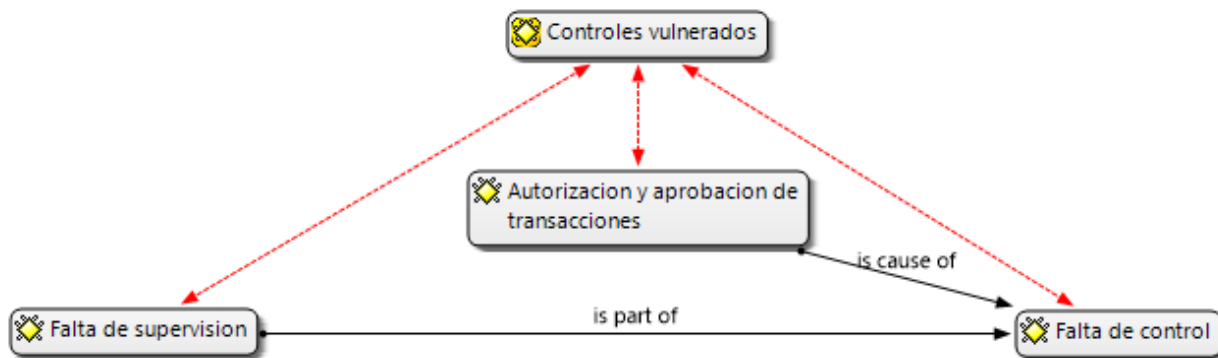 Controles vulnerados
Autorizacion y aprobacion de
transacciones
is cause of
is part of
Falta de supervision
Falta de control